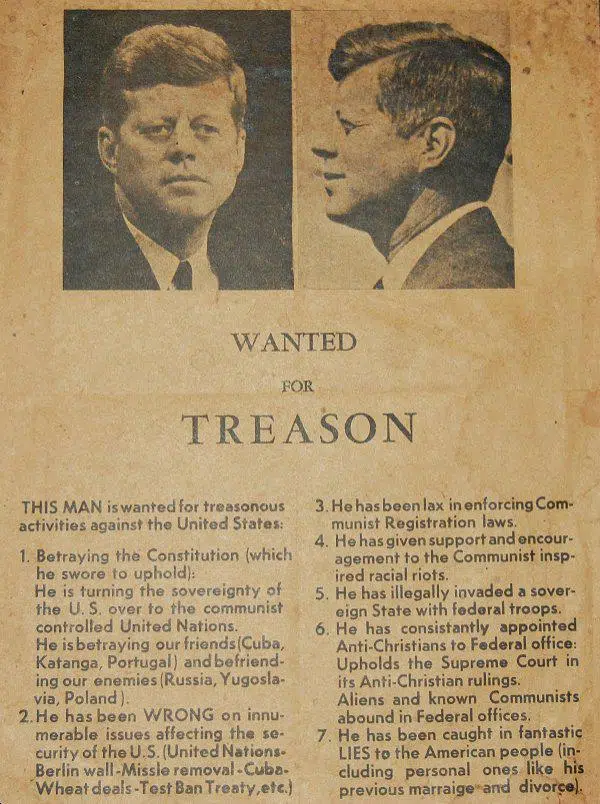 WANTED
FOR
TREASON
THIS MAN is wanted for treasonous
activities against the United States:
1. Betraying the Constitution (which
he swore to uphold):
He is turning the sovereignty of
the U. S. over to the communist
controlled United Nations.
He is betraying our friends (Cuba,
Katanga, Portugal) and befriend-
ing our enemies (Russia, Yugosla-
via, Poland).
2. He has been WRONG on innu-
merable issues affecting the se-
curity of the U.S. (United Nations-
Berlin wall - Missle removal - Cuba-
Wheat deals - Test Ban Treaty, etc.)
3. He has been lax in enforcing Com-
munist Registration laws.
4. He has given support and encour-
agement to the Communist insp-
ired racial riots.
5. He has illegally invaded a sover-
eign State with federal troops.
6. He has consistantly appointed
Anti-Christians to Federal office:
Upholds the Supreme Court in
its Anti-Christian rulings.
Aliens and known Communists
abound in Federal offices.
7. He has been caught in fantastic
LIES to the American people (in-
cluding personal ones like his
previous marraige and divorce).